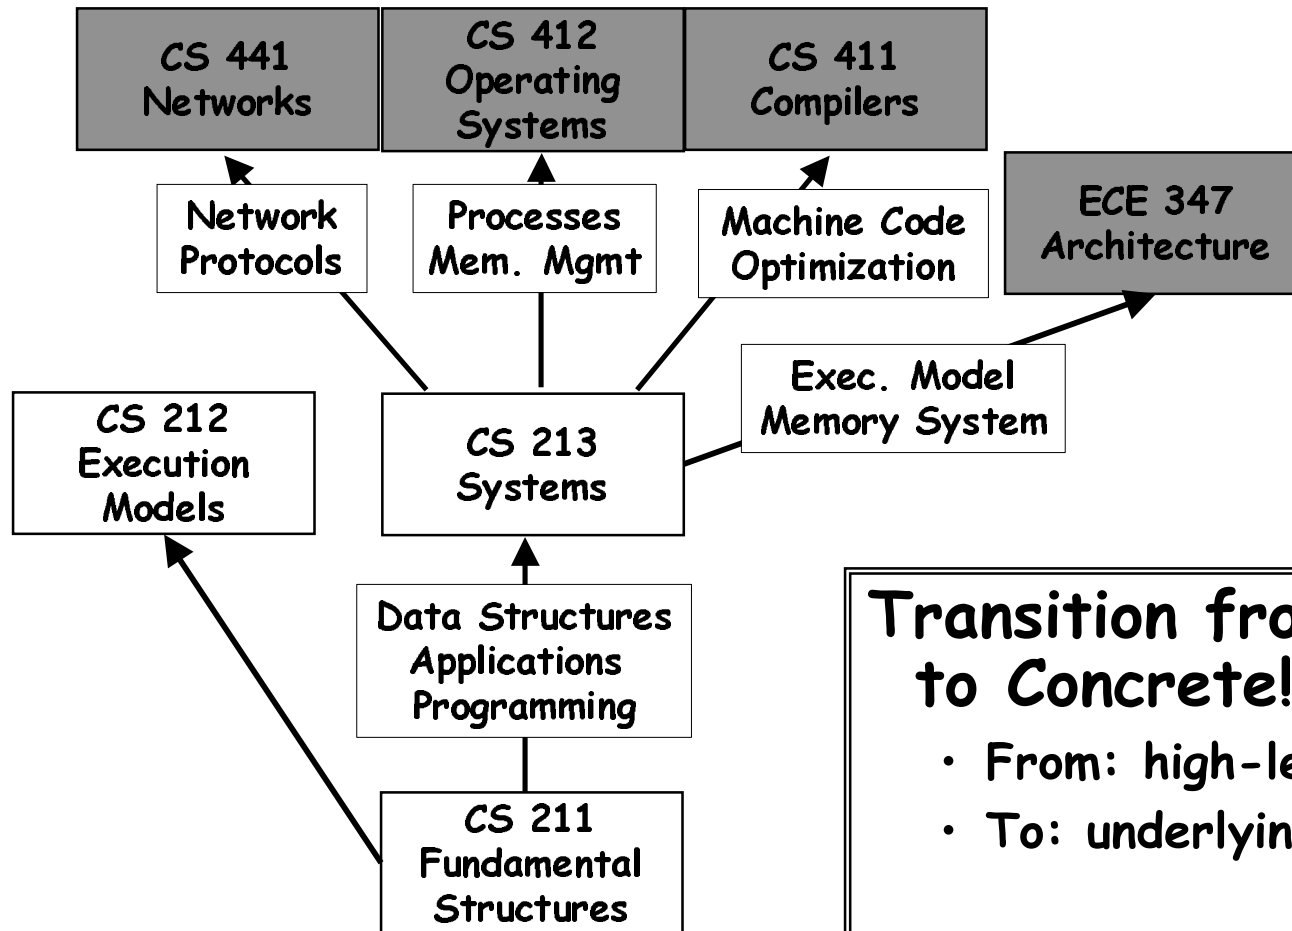 CS 441
Networks
CS 412
Operating
Systems
CS 411
Compilers
ECE 347
Architecture
Network
Protocols
Processes
Mem. Mgmt
Machine Code
Optimization
Exec. Model
Memory System
CS 212
Execution
Models
CS 213
Systems
Data Structures
Applications
Programming
CS 211
Fundamental
Structures
Transition
to Concrete!
· From:
· To: